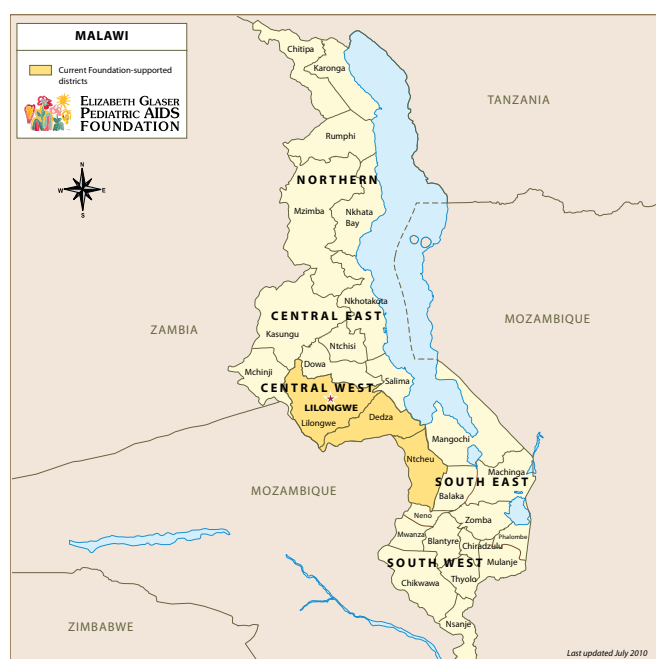 MALAWI
Current Foundation-supported
districts
ELIZABETH GLASER
PEDIATRIC AIDS
FOUNDATION
N
W
E
S
Chitipa
Karonga
TANZANIA
Rumphi
NORTHERN
Mzimba
Nkhata
Bay
Nkhotakota
CENTRAL EAST
MOZAMBIQUE
ZAMBIA
Kasungu
Ntchisi
Dowa
Mchinji
Salima
CENTRAL WEST
LILONGWE
Lilongwe
Dedza
Mangochi
Ntcheu
Machinga
SOUTH EAST
MOZAMBIQUE
Balaka
Neno
Zomba
Mwanza
Blantyre
Phalombe
Chiradzulu
SOUTH WEST
Mulanje
Chikwawa
Thyolo
Nsanje
ZIMBABWE
Last updated July 2010